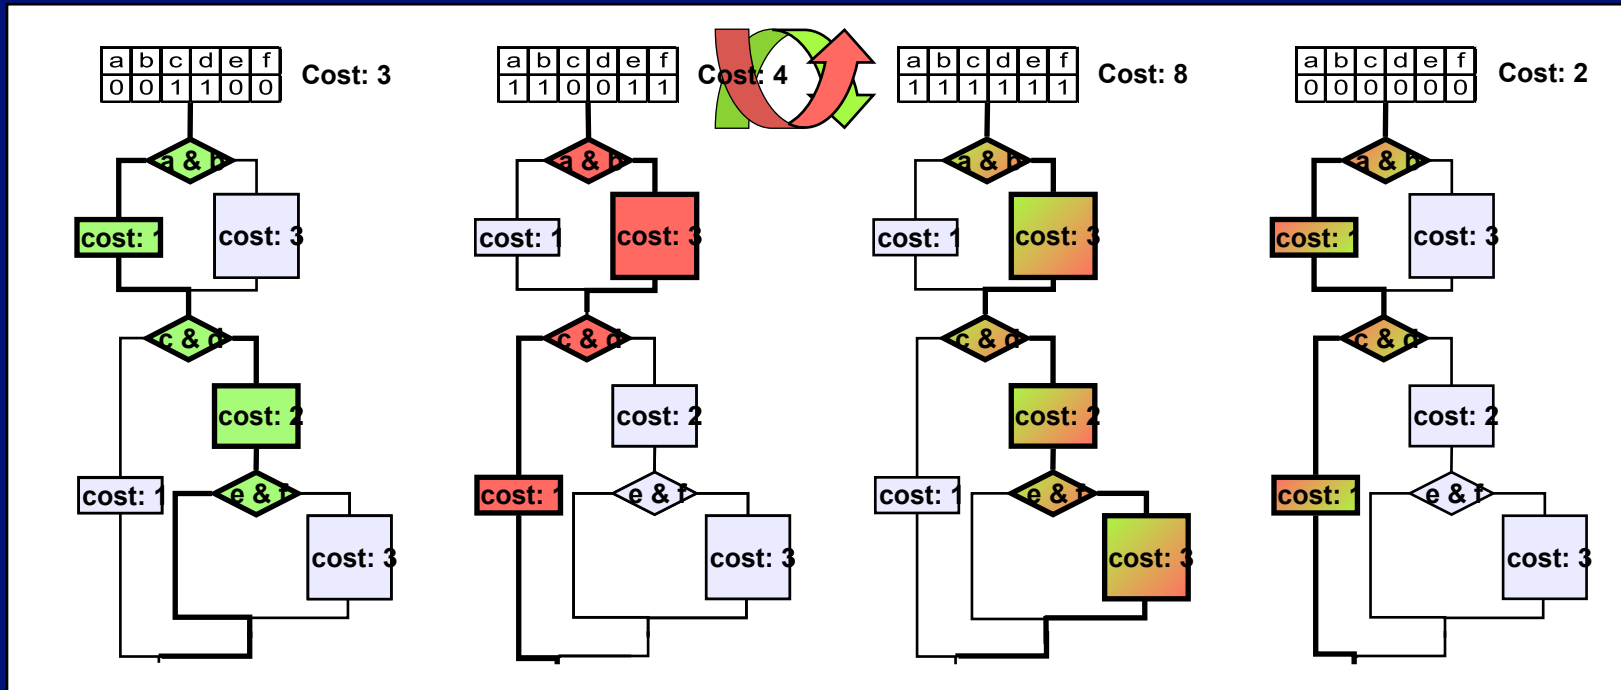 a b c d e f
0 0 1 1 0 0
Cost: 3
a & b
cost: 1
cost: 3
c & d
cost: 2
cost: 1
e & f
cost: 3
a b c d e f
1 1 0 0 1 1
Cost: 4
a & b
cost: 1
cost: 3
c & d
cost: 2
cost: 1
e & f
cost: 3
a b c d e f
1 1 1 1 1 1
Cost: 8
a & b
cost: 1
cost: 3
c & d
cost: 2
cost: 1
e & f
cost: 3
a b c d e f
0 0 0 0 0 0
Cost: 2
a & b
cost: 1
cost: 3
c & d
cost: 2
cost: 1
e & f
cost: 3